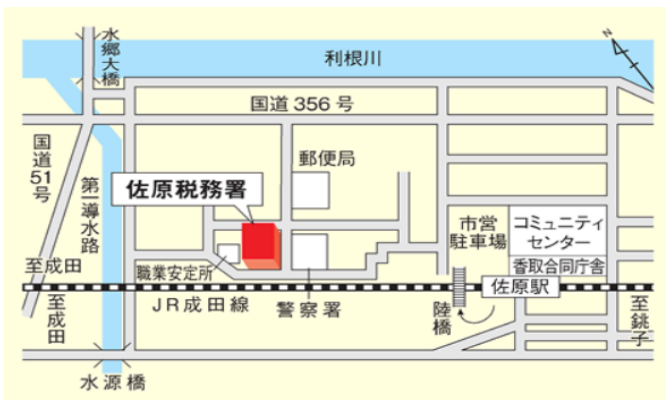 水郷大橋
利根川
N
国道356号
国道51号
第一導水路
郵便局
佐原税務署
市営
駐車場
コミュニティ
センター
至成田
職業安定所
香取合同庁舎
至成田
JR成田線
警察署
陸橋
佐原駅
至銚子
水源橋